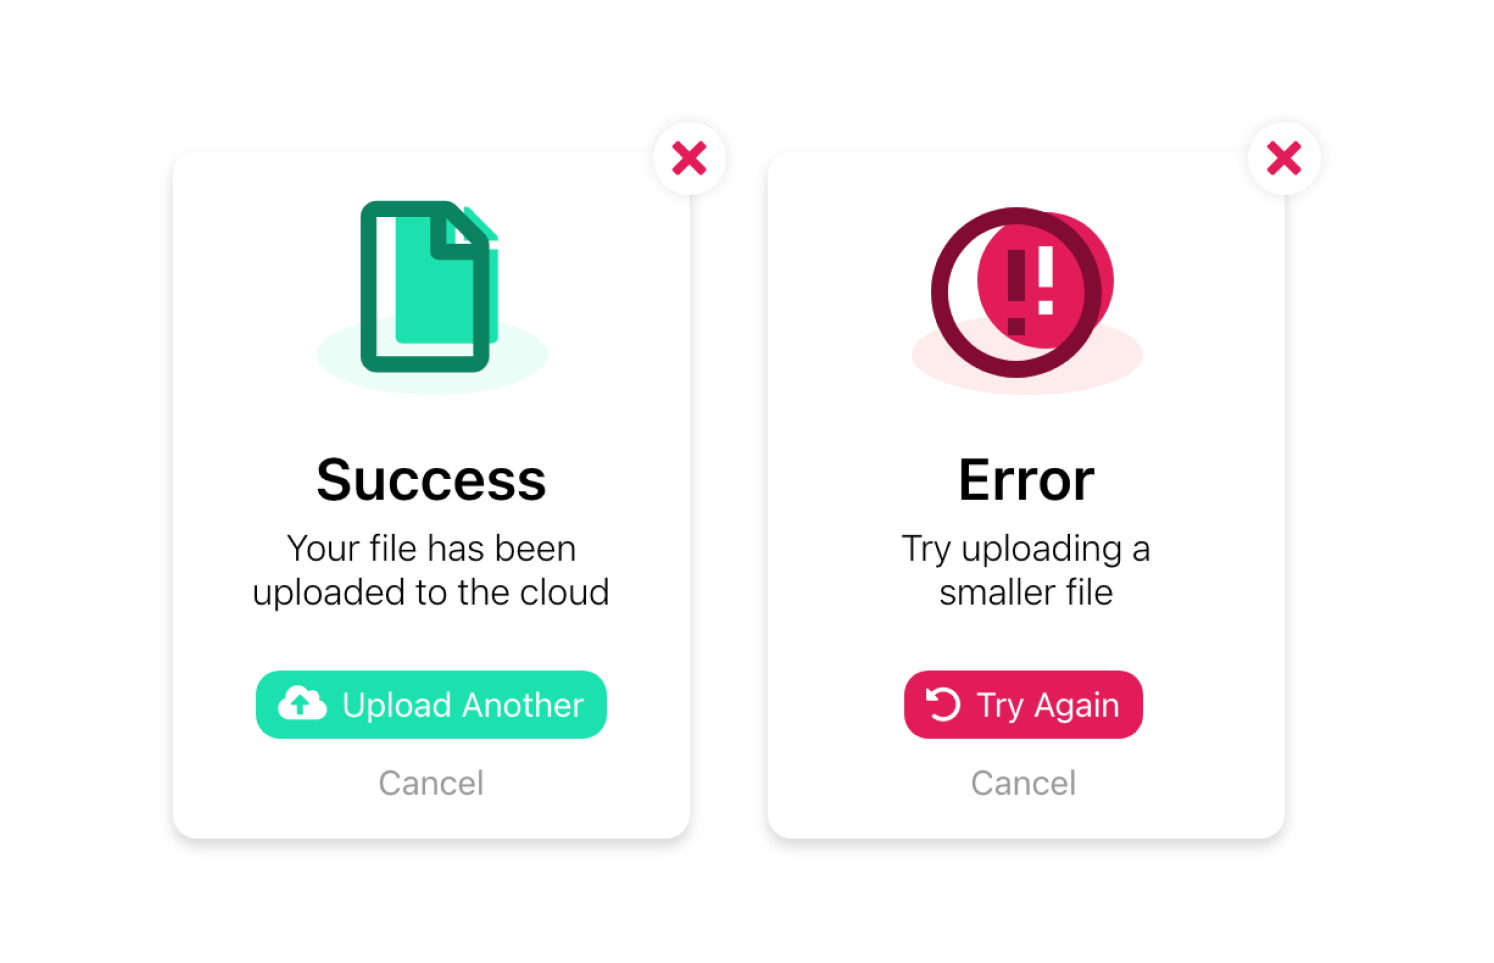 Success
Your file has been
uploaded to the cloud
Upload Another
Cancel
Error
Try uploading a
smaller file
Try Again
Cancel